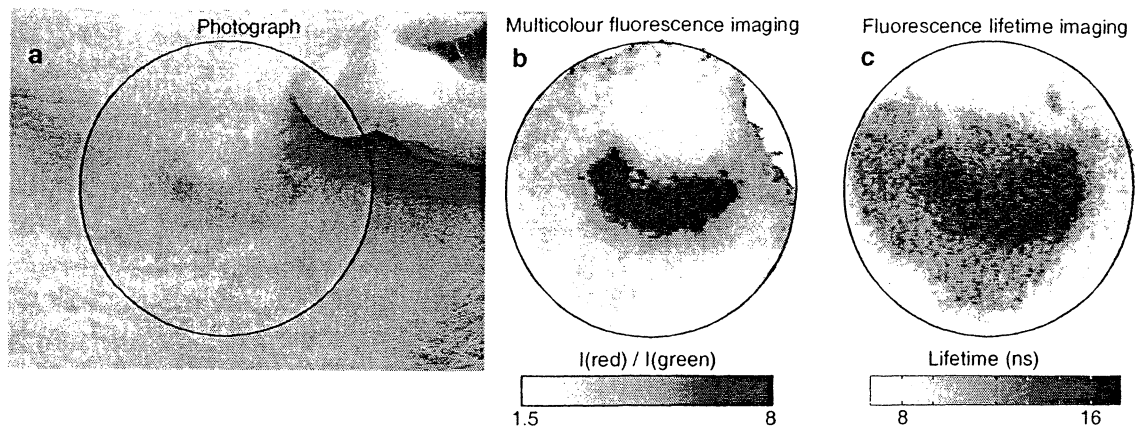 Photograph
a
Multicolour fluorescence imaging
b
Fluorescence lifetime imaging
c
I(red) / I(green)
1.5 8
Lifetime (ns)
8 16